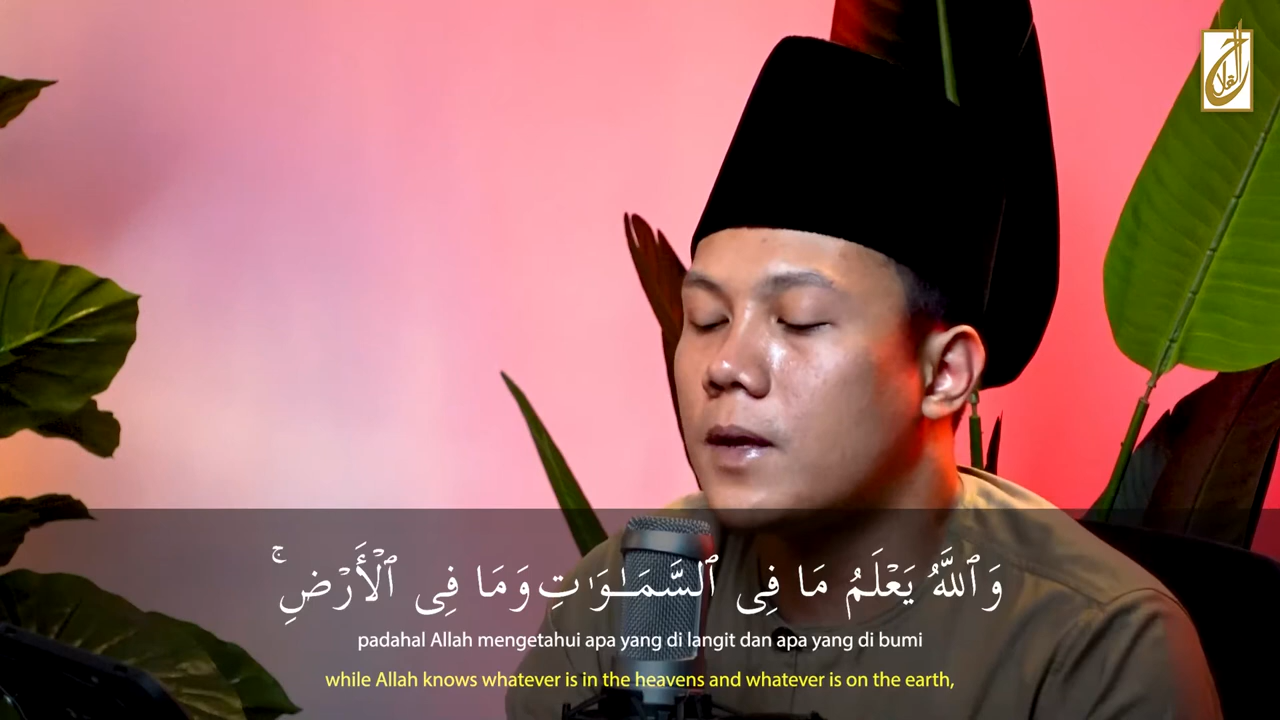 وَٱللَّهُ يَعْلَمُ مَا فِى ٱلسَّمَـٰوَٰتِ وَمَا فِى ٱلْأَرْضِ ۚ
padahal Allah mengetahui apa yang di langit dan apa yang di bumi
while Allah knows whatever is in the heavens and whatever is on the earth,